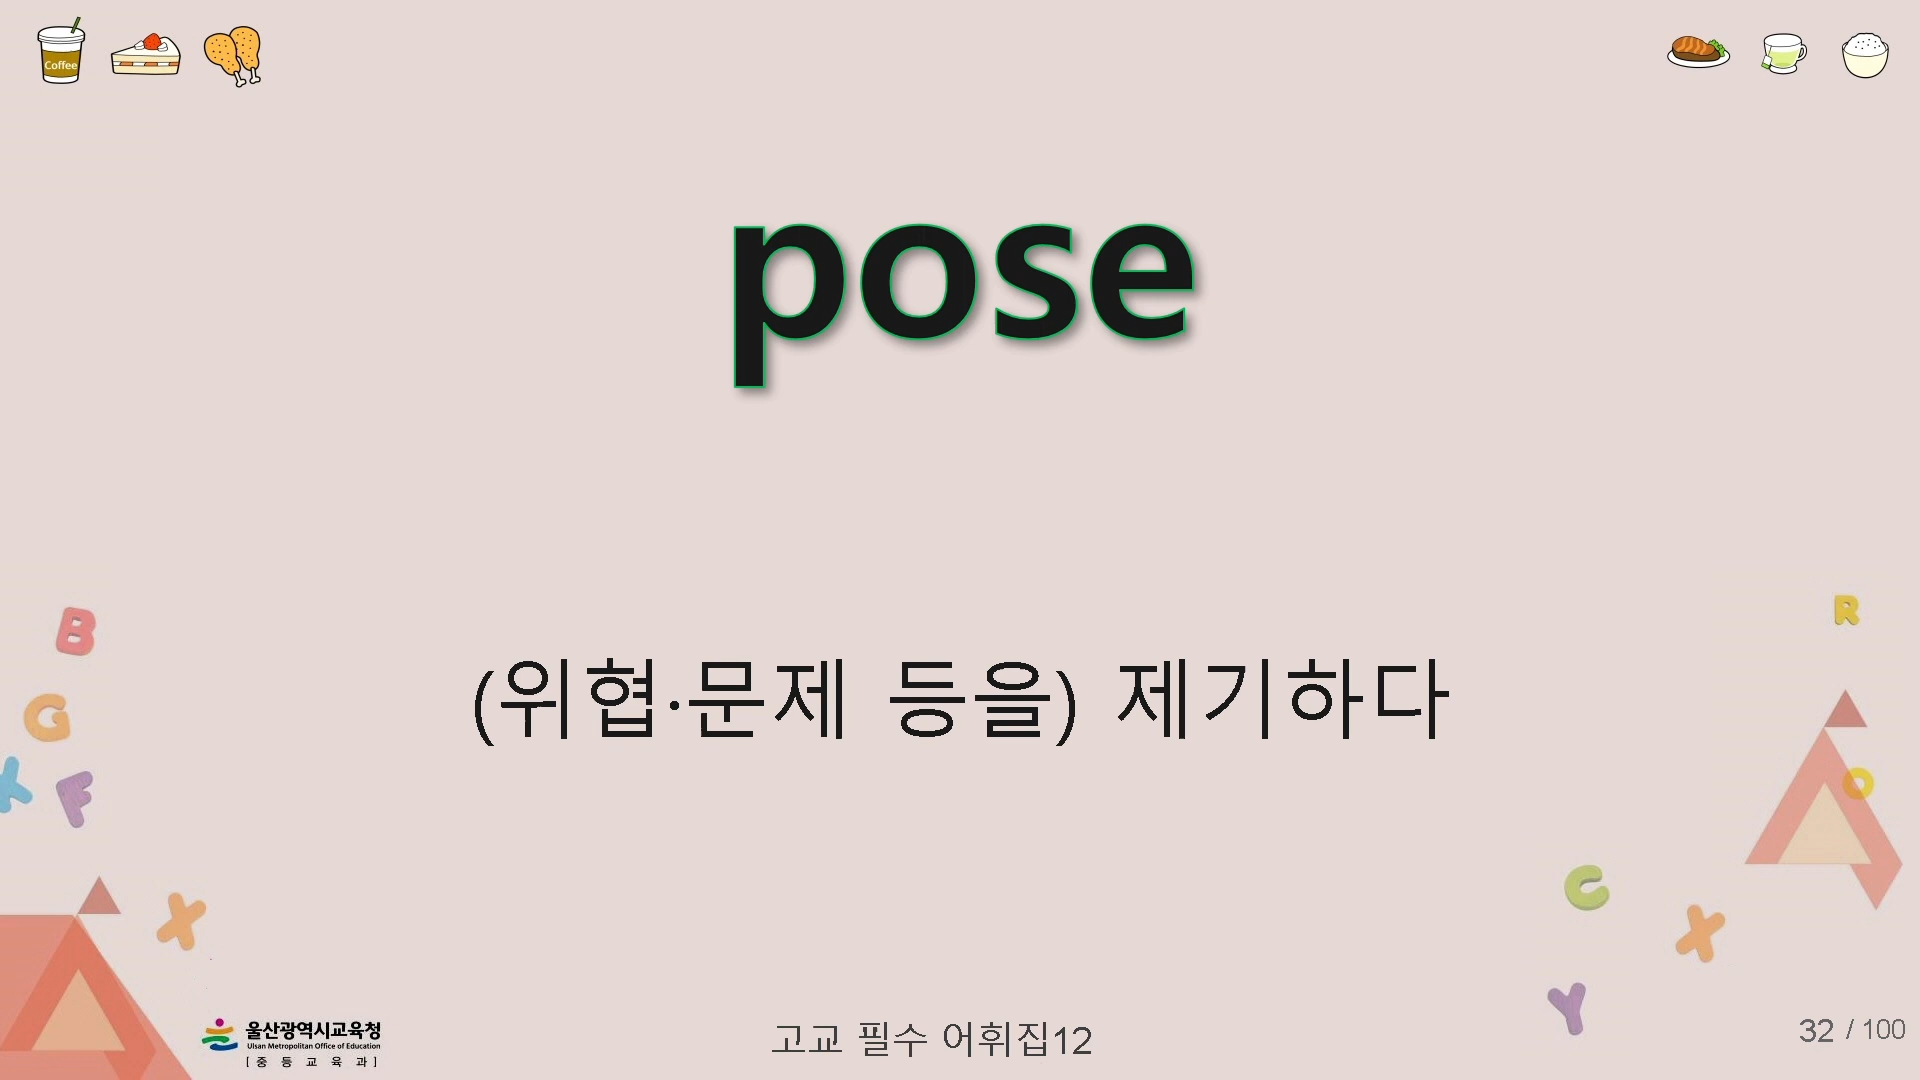 Coffee
pose
(위협·문제 등을) 제기하다
B
G
F
X
R
O
C
X
Y
울산광역시교육청
Ulsan Metropolitan Office of Education
[중등교육과]
고교 필수 어휘집12
32 / 100